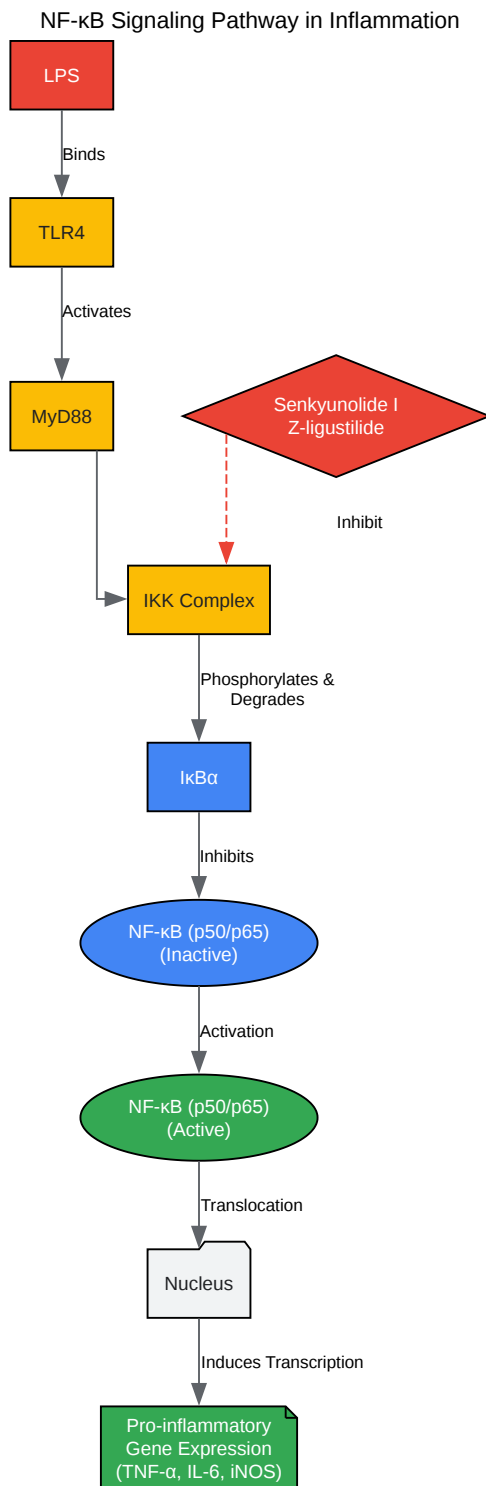 NF-κB Signaling Pathway in Inflammation
LPS
Binds
TLR4
Activates
MyD88
Senkyunolide I
Z-ligustilide
Inhibit
IKK Complex
Phosphorylates &
Degrades
IκBα
Inhibits
NF-κB (p50/p65)
(Inactive)
Activation
NF-κB (p50/p65)
(Active)
Translocation
Nucleus
Induces Transcription
Pro-inflammatory
Gene Expression
(TNF-α, IL-6, iNOS)